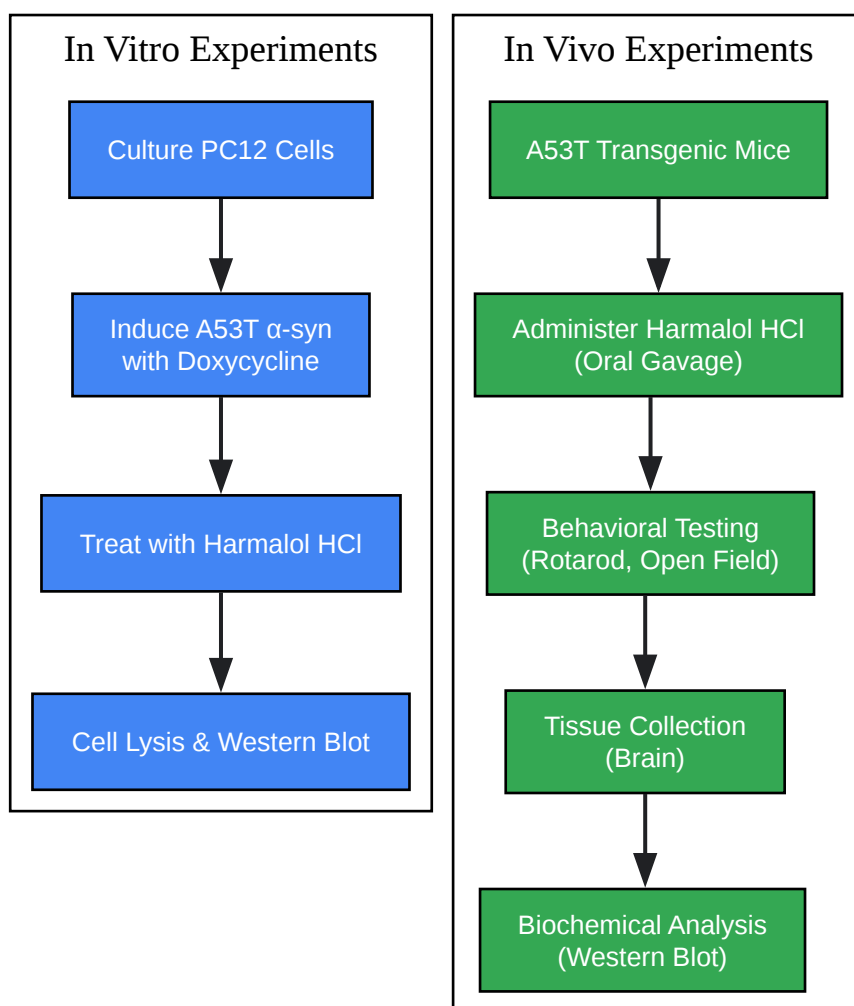 In Vitro Experiments
Culture PC12 Cells
Induce A53T α-syn
with Doxycycline
Treat with Harmalol HCl
Cell Lysis & Western Blot
In Vivo Experiments
A53T Transgenic Mice
Administer Harmalol HCl
(Oral Gavage)
Behavioral Testing
(Rotarod, Open Field)
Tissue Collection
(Brain)
Biochemical Analysis
(Western Blot)